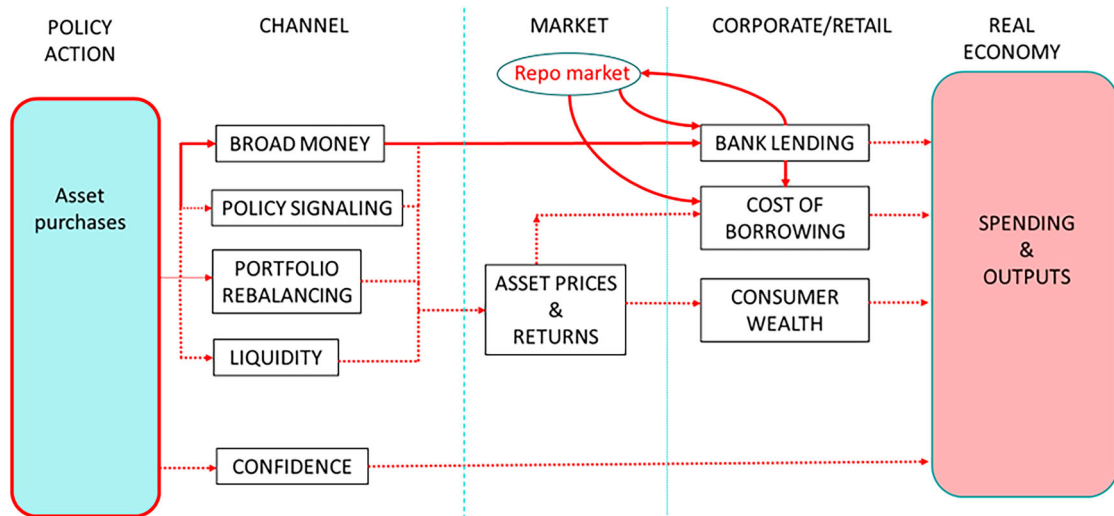 POLICY
ACTION
CHANNEL
MARKET
CORPORATE/RETAIL
REAL
ECONOMY
Repo market
Asset
purchases
BROAD MONEY
POLICY SIGNALING
PORTFOLIO
REBALANCING
LIQUIDITY
CONFIDENCE
ASSET PRICES
&
RETURNS
BANK LENDING
COST OF
BORROWING
CONSUMER
WEALTH
SPENDING
&
OUTPUTS